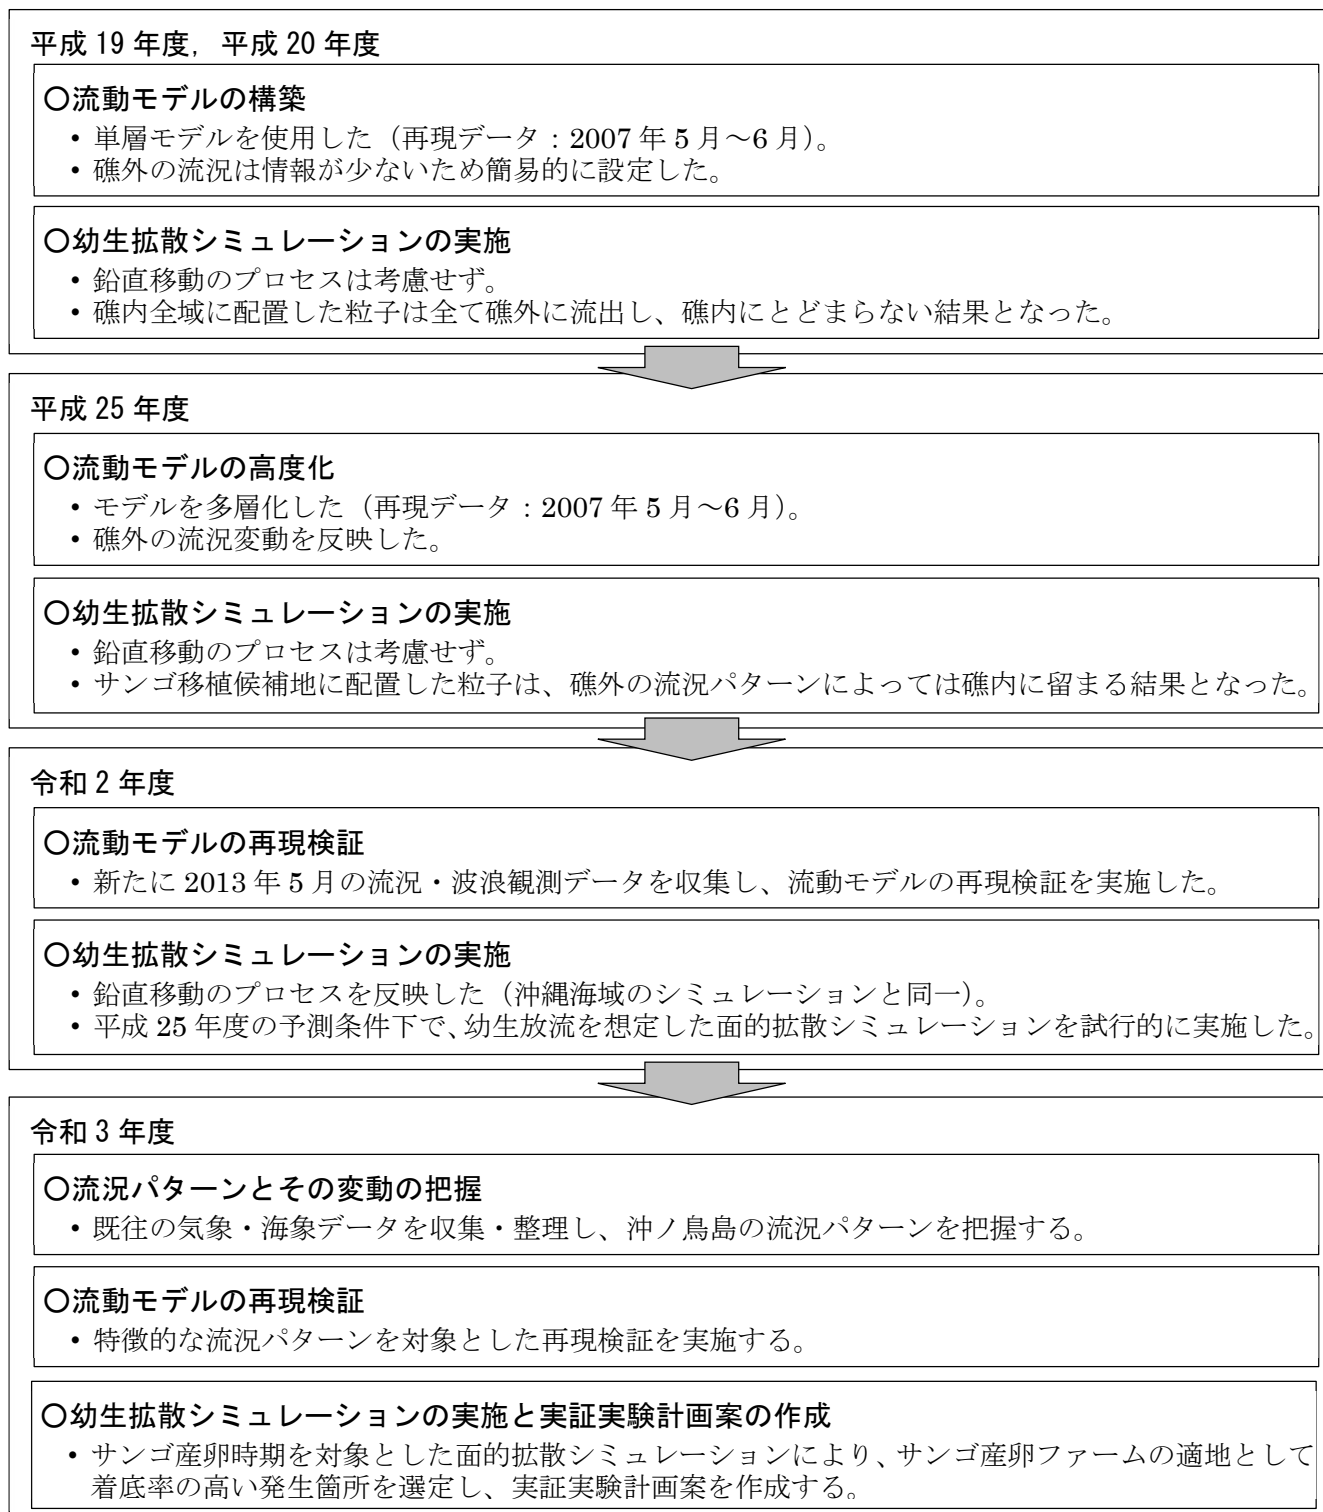 平成 19 年度，平成 20 年度
〇流動モデルの構築
• 単層モデルを使用した（再現データ：2007 年 5 月～6 月）。
• 礁外の流況は情報が少ないため簡易的に設定した。
〇幼生拡散シミュレーションの実施
• 鉛直移動のプロセスは考慮せず。
• 礁内全域に配置した粒子は全て礁外に流出し、礁内にとどまらない結果となった。
平成 25 年度
〇流動モデルの高度化
• モデルを多層化した（再現データ：2007 年 5 月～6 月）。
• 礁外の流況変動を反映した。
〇幼生拡散シミュレーションの実施
• 鉛直移動のプロセスは考慮せず。
• サンゴ移植候補地に配置した粒子は、礁外の流況パターンによっては礁内に留まる結果となった。
令和 2 年度
〇流動モデルの再現検証
• 新たに 2013 年 5 月の流況・波浪観測データを収集し、流動モデルの再現検証を実施した。
〇幼生拡散シミュレーションの実施
• 鉛直移動のプロセスを反映した（沖縄海域のシミュレーションと同一）。
• 平成 25 年度の予測条件下で、幼生放流を想定した面的拡散シミュレーションを試行的に実施した。
令和 3 年度
〇流況パターンとその変動の把握
• 既往の気象・海象データを収集・整理し、沖ノ鳥島の流況パターンを把握する。
〇流動モデルの再現検証
• 特徴的な流況パターンを対象とした再現検証を実施する。
〇幼生拡散シミュレーションの実施と実証実験計画案の作成
• サンゴ産卵時期を対象とした面的拡散シミュレーションにより、サンゴ産卵ファームの適地として
着底率の高い発生箇所を選定し、実証実験計画案を作成する。